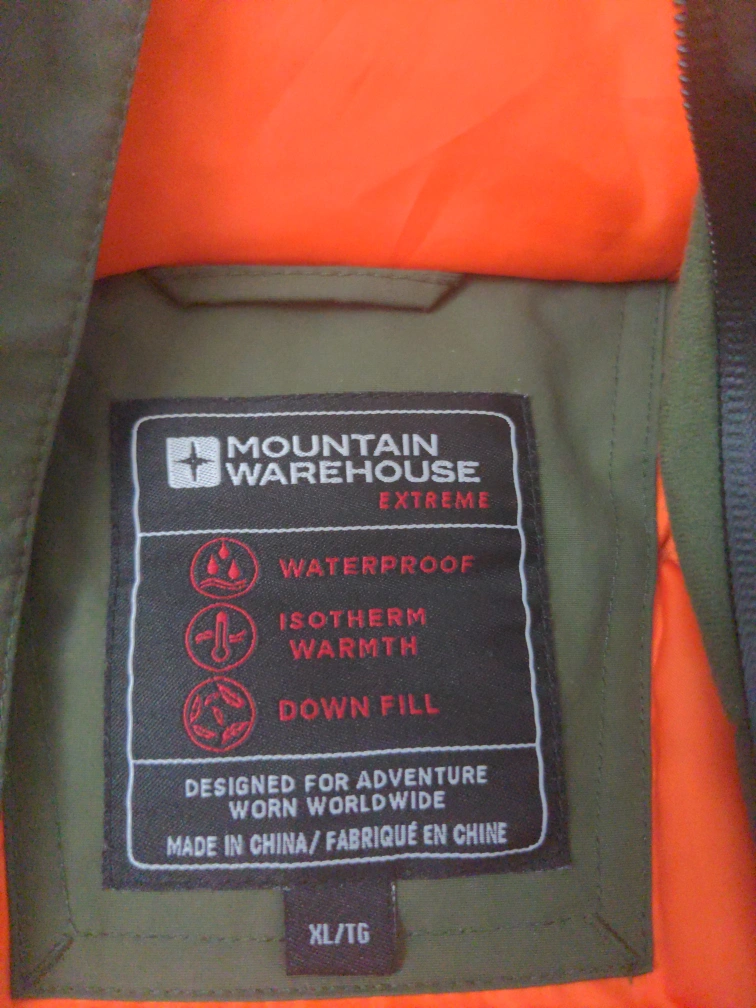 MOUNTAIN
WAREHOUSE
EXTREME
WATERPROOF
ISOTHERM
WARMTH
DOWN FILL
DESIGNED FOR ADVENTURE
WORN WORLDWIDE
MADE IN CHINA/ FABRIQUÉ EN CHINE
XL/TG